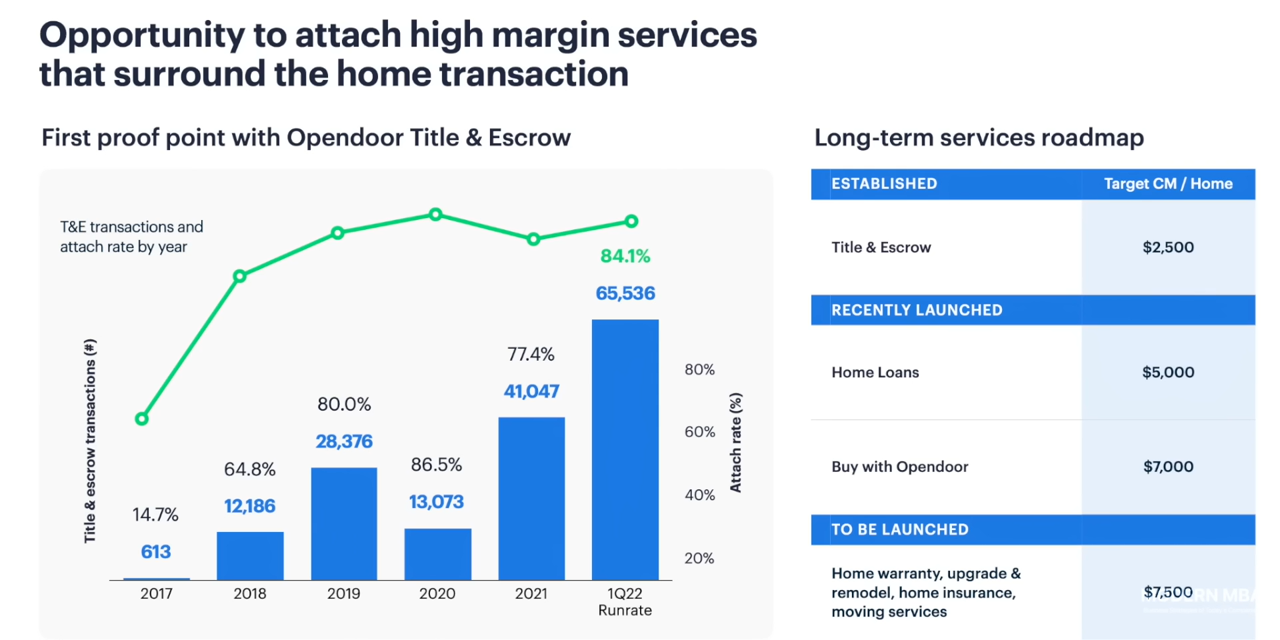 Opportunity to attach high margin services
that surround the home transaction
First proof point with Opendoor Title & Escrow
T&E transactions and
attach rate by year
Title & escrow transactions (#)
14.7%
613
64.8%
12,186
80.0%
28,376
86.5%
13,073
77.4%
41,047
84.1%
65,536
80%
60%
40%
20%
Attach rate (%)
2017
2018
2019
2020
2021
1Q22
Runrate
Long-term services roadmap
ESTABLISHED
Target CM / Home
Title & Escrow
$2,500
RECENTLY LAUNCHED
Home Loans
$5,000
Buy with Opendoor
$7,000
TO BE LAUNCHED
Home warranty, upgrade &
remodel, home insurance,
moving services
$7,500